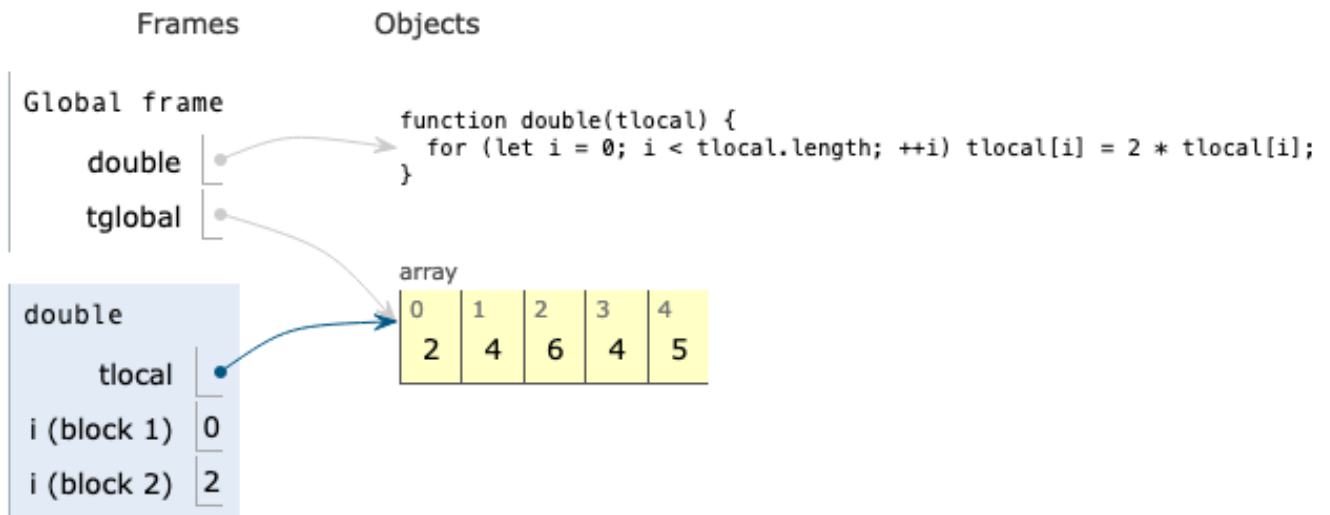 Frames Objects
Global frame
double
tglobal
function double(tlocal) {
  for (let i = 0; i < tlocal.length; ++i) tlocal[i] = 2 * tlocal[i];
}
array
0 1 2 3 4
2 4 6 4 5
double
tlocal
i (block 1) 0
i (block 2) 2